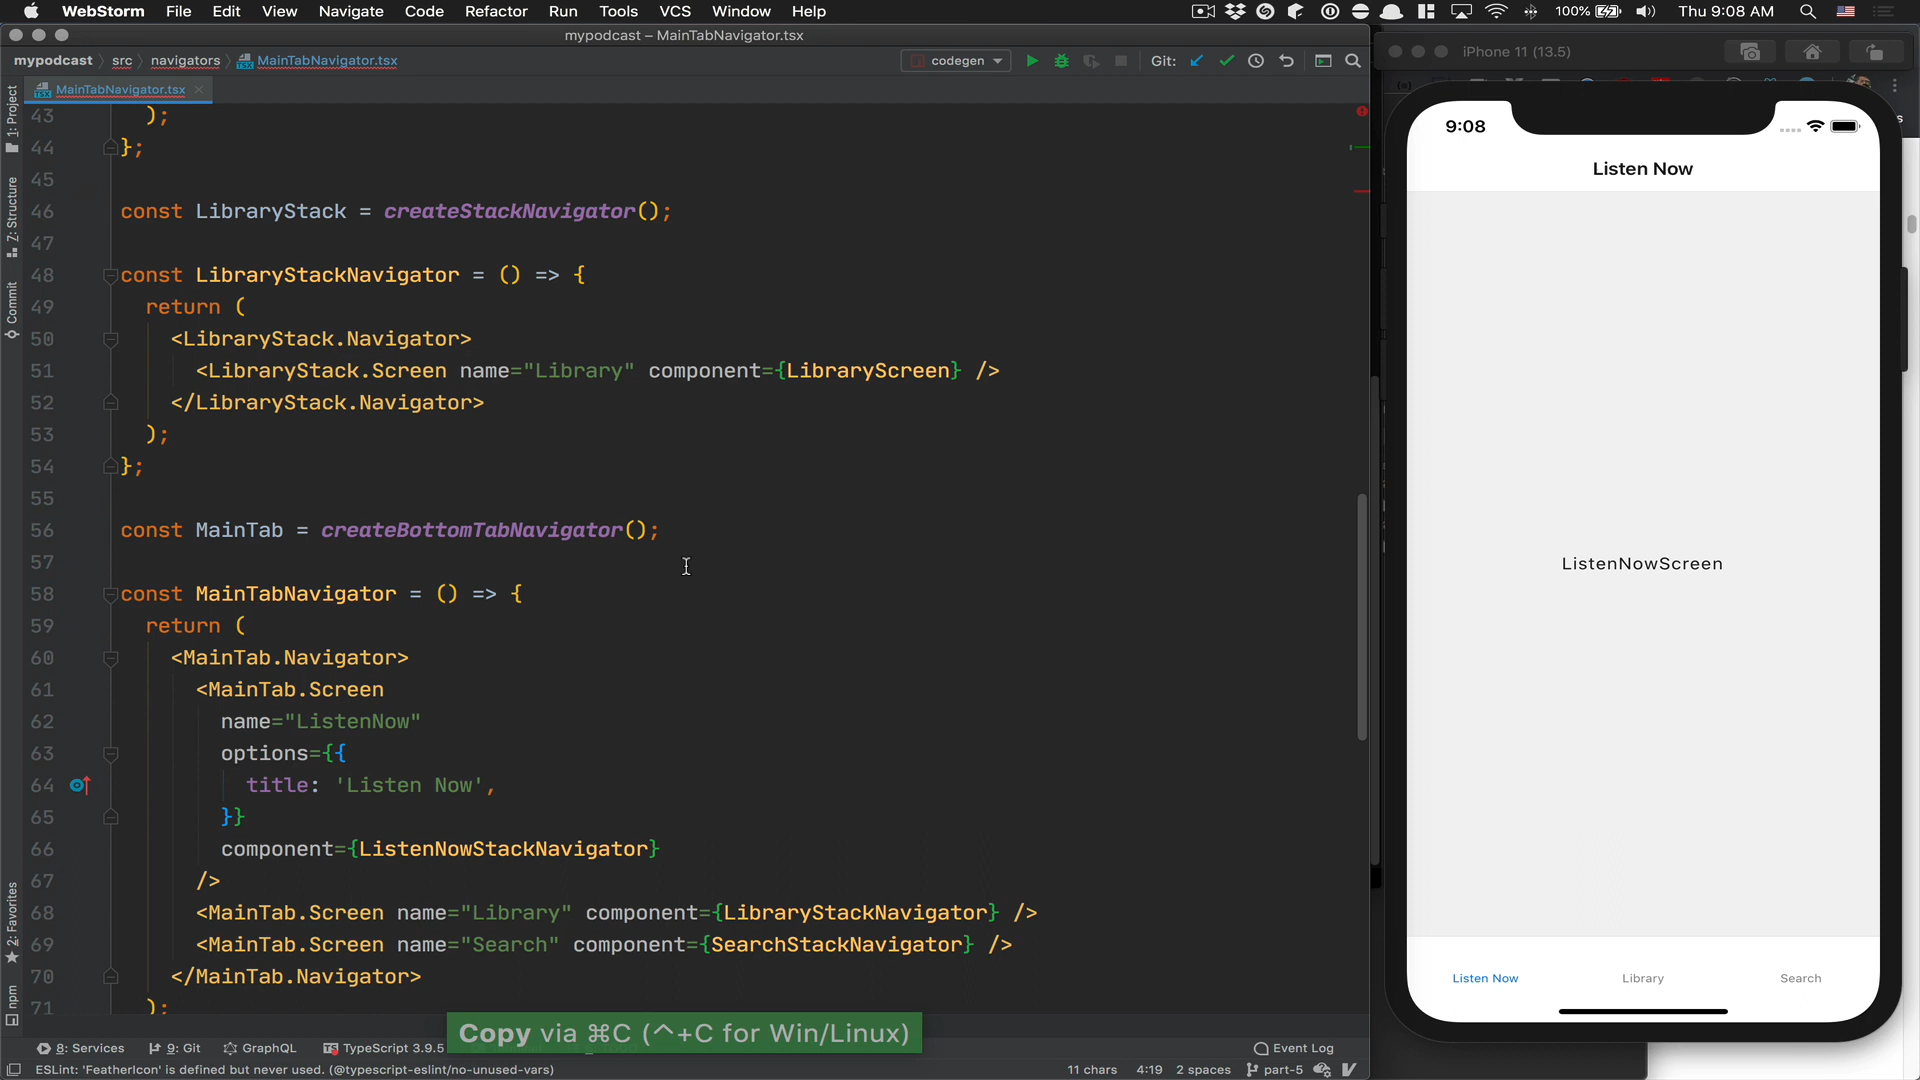 WebStorm File Edit View Navigate Code Refactor Run Tools VCS Window Help
100% Thu 9:08 AM
mypodcast – MainTabNavigator.tsx
mypodcast src navigators MainTabNavigator.tsx
codegen
Git:
MainTabNavigator.tsx
1: Project
7: Structure
Commit
2: Favorites
npm
43 );
44 };
45
46 const LibraryStack = createStackNavigator();
47
48 const LibraryStackNavigator = () => {
49 return (
50 <LibraryStack.Navigator>
51 <LibraryStack.Screen name="Library" component={LibraryScreen} />
52 </LibraryStack.Navigator>
53 );
54 };
55
56 const MainTab = createBottomTabNavigator();
57
58 const MainTabNavigator = () => {
59 return (
60 <MainTab.Navigator>
61 <MainTab.Screen
62 name="ListenNow"
63 options={{
64 title: 'Listen Now',
65 }}
66 component={ListenNowStackNavigator}
67 />
68 <MainTab.Screen name="Library" component={LibraryStackNavigator} />
69 <MainTab.Screen name="Search" component={SearchStackNavigator} />
70 </MainTab.Navigator>
71 );
Copy via ⌘C (^+C for Win/Linux)
8: Services 9: Git GraphQL TypeScript 3.9.5
Event Log
ESLint: 'FeatherIcon' is defined but never used. (@typescript-eslint/no-unused-vars)
11 chars 4:19 2 spaces part-5
iPhone 11 (13.5)
9:08
Listen Now
ListenNowScreen
Listen Now Library Search